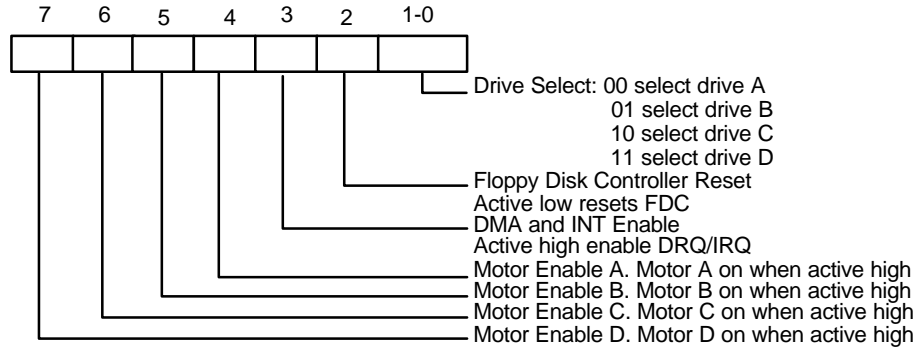 7 6 5 4 3 2 1-0
Drive Select: 00 select drive A
01 select drive B
10 select drive C
11 select drive D
Floppy Disk Controller Reset
Active low resets FDC
DMA and INT Enable
Active high enable DRQ/IRQ
Motor Enable A. Motor A on when active high
Motor Enable B. Motor B on when active high
Motor Enable C. Motor C on when active high
Motor Enable D. Motor D on when active high